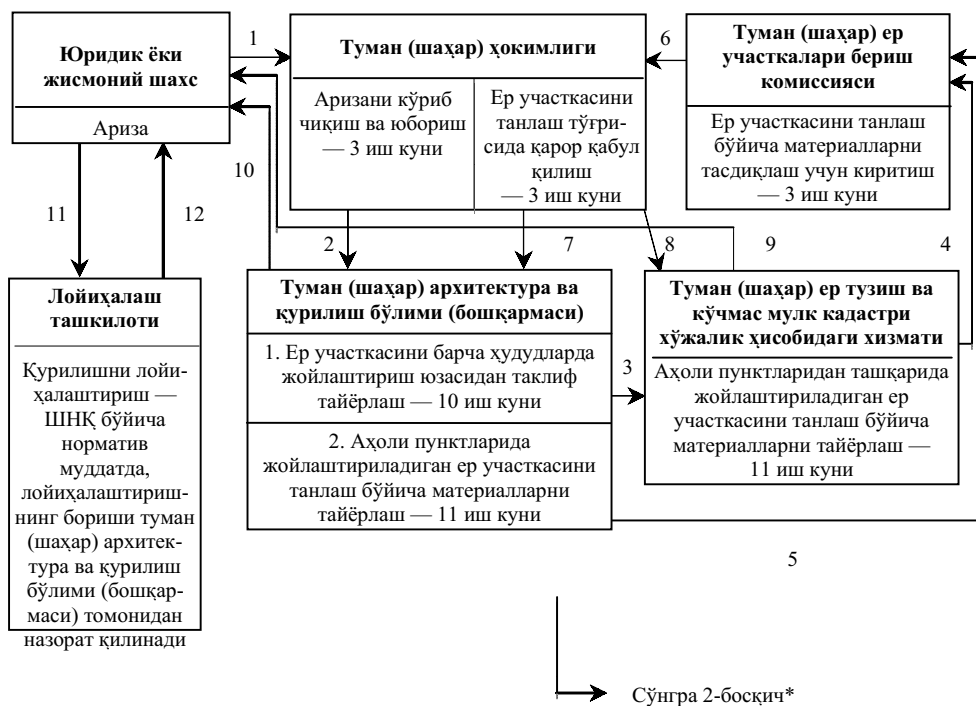 Юридик ёки
жисмоний шахс
Ариза
1
Туман (шаҳар) ҳокимлиги
Аризани кўриб
чиқиш ва юбориш
— 3 иш куни
Ер участкасини
танлаш тўғри-
сида қарор қабул
қилиш
— 3 иш куни
6
Туман (шаҳар) ер
участкалари бериш
комиссияси
Ер участкасини танлаш
бўйича материалларни
тасдиқлаш учун киритиш
— 3 иш куни
11
12
10
2
7
8
9
4
Лойиҳалаш
ташкилоти
Қурилишни лойи-
ҳалаштириш —
ШНҚ бўйича
норматив
муддатда,
лойиҳалаштириш-
нинг бориши туман
(шаҳар) архитек-
тура ва қурилиш
бўлими (бошқар-
маси) томонидан
назорат қилинади
Туман (шаҳар) архитектура ва
қурилиш бўлими (бошқармаси)
1. Ер участкасини барча ҳудудларда
жойлаштириш юзасидан таклиф
тайёрлаш — 10 иш куни
2. Аҳоли пунктларида
жойлаштириладиган ер участкасини
танлаш бўйича материалларни
тайёрлаш — 11 иш куни
3
Туман (шаҳар) ер тузиш ва
кўчмас мулк кадастри
хўжалик ҳисобидаги хизмати
Аҳоли пунктларидан ташқарида
жойлаштириладиган ер
участкасини танлаш бўйича
материалларни тайёрлаш —
11 иш куни
5
Сўнгра 2-босқич*